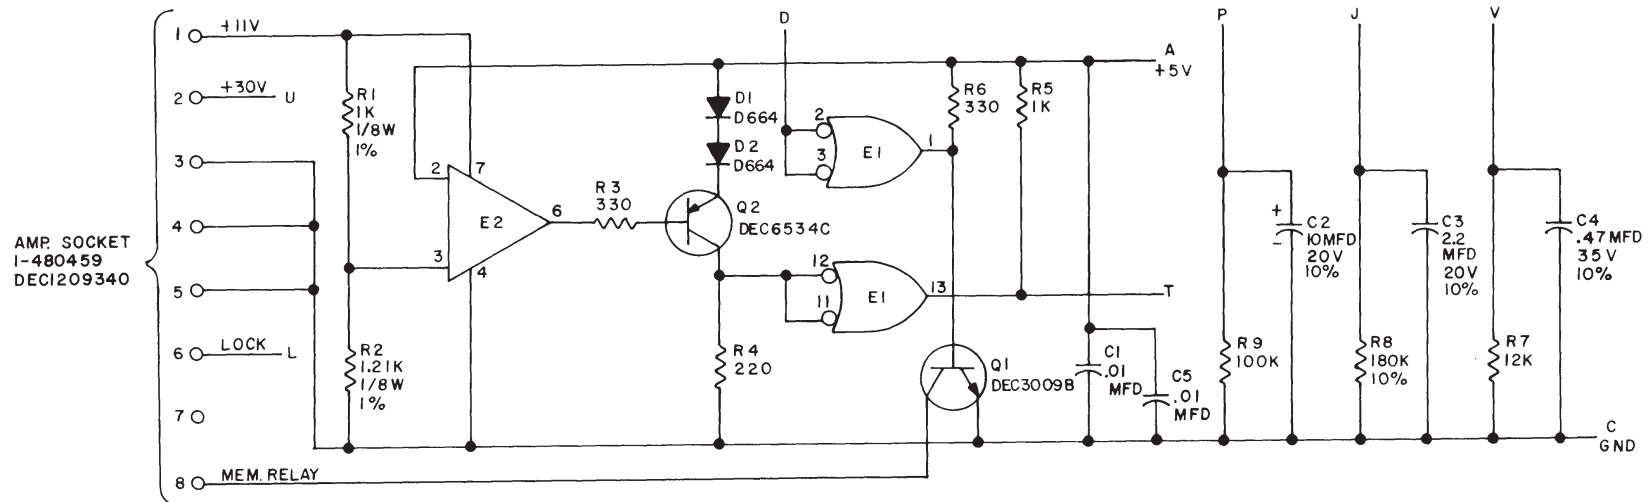 D
P
J
V
1
+11V
A
+5V
2
+30V
U
R1
1K
1/8W
1%
D1
D664
D2
D664
R6
330
R5
1K
2
3
E1
1
3
4
5
AMP. SOCKET
1-480459
DEC1209340
2
7
3
4
E2
6
R3
330
Q2
DEC6534C
12
11
E1
13
T
+
-
C2
10MFD
20V
10%
C3
2.2
MFD
20V
10%
C4
.47MFD
35V
10%
6
LOCK
L
R2
1.21K
1/8W
1%
R4
220
Q1
DEC3009B
C1
.01
MFD
C5
.01
MFD
R9
100K
R8
180K
10%
R7
12K
7
C
GND
8
MEM. RELAY